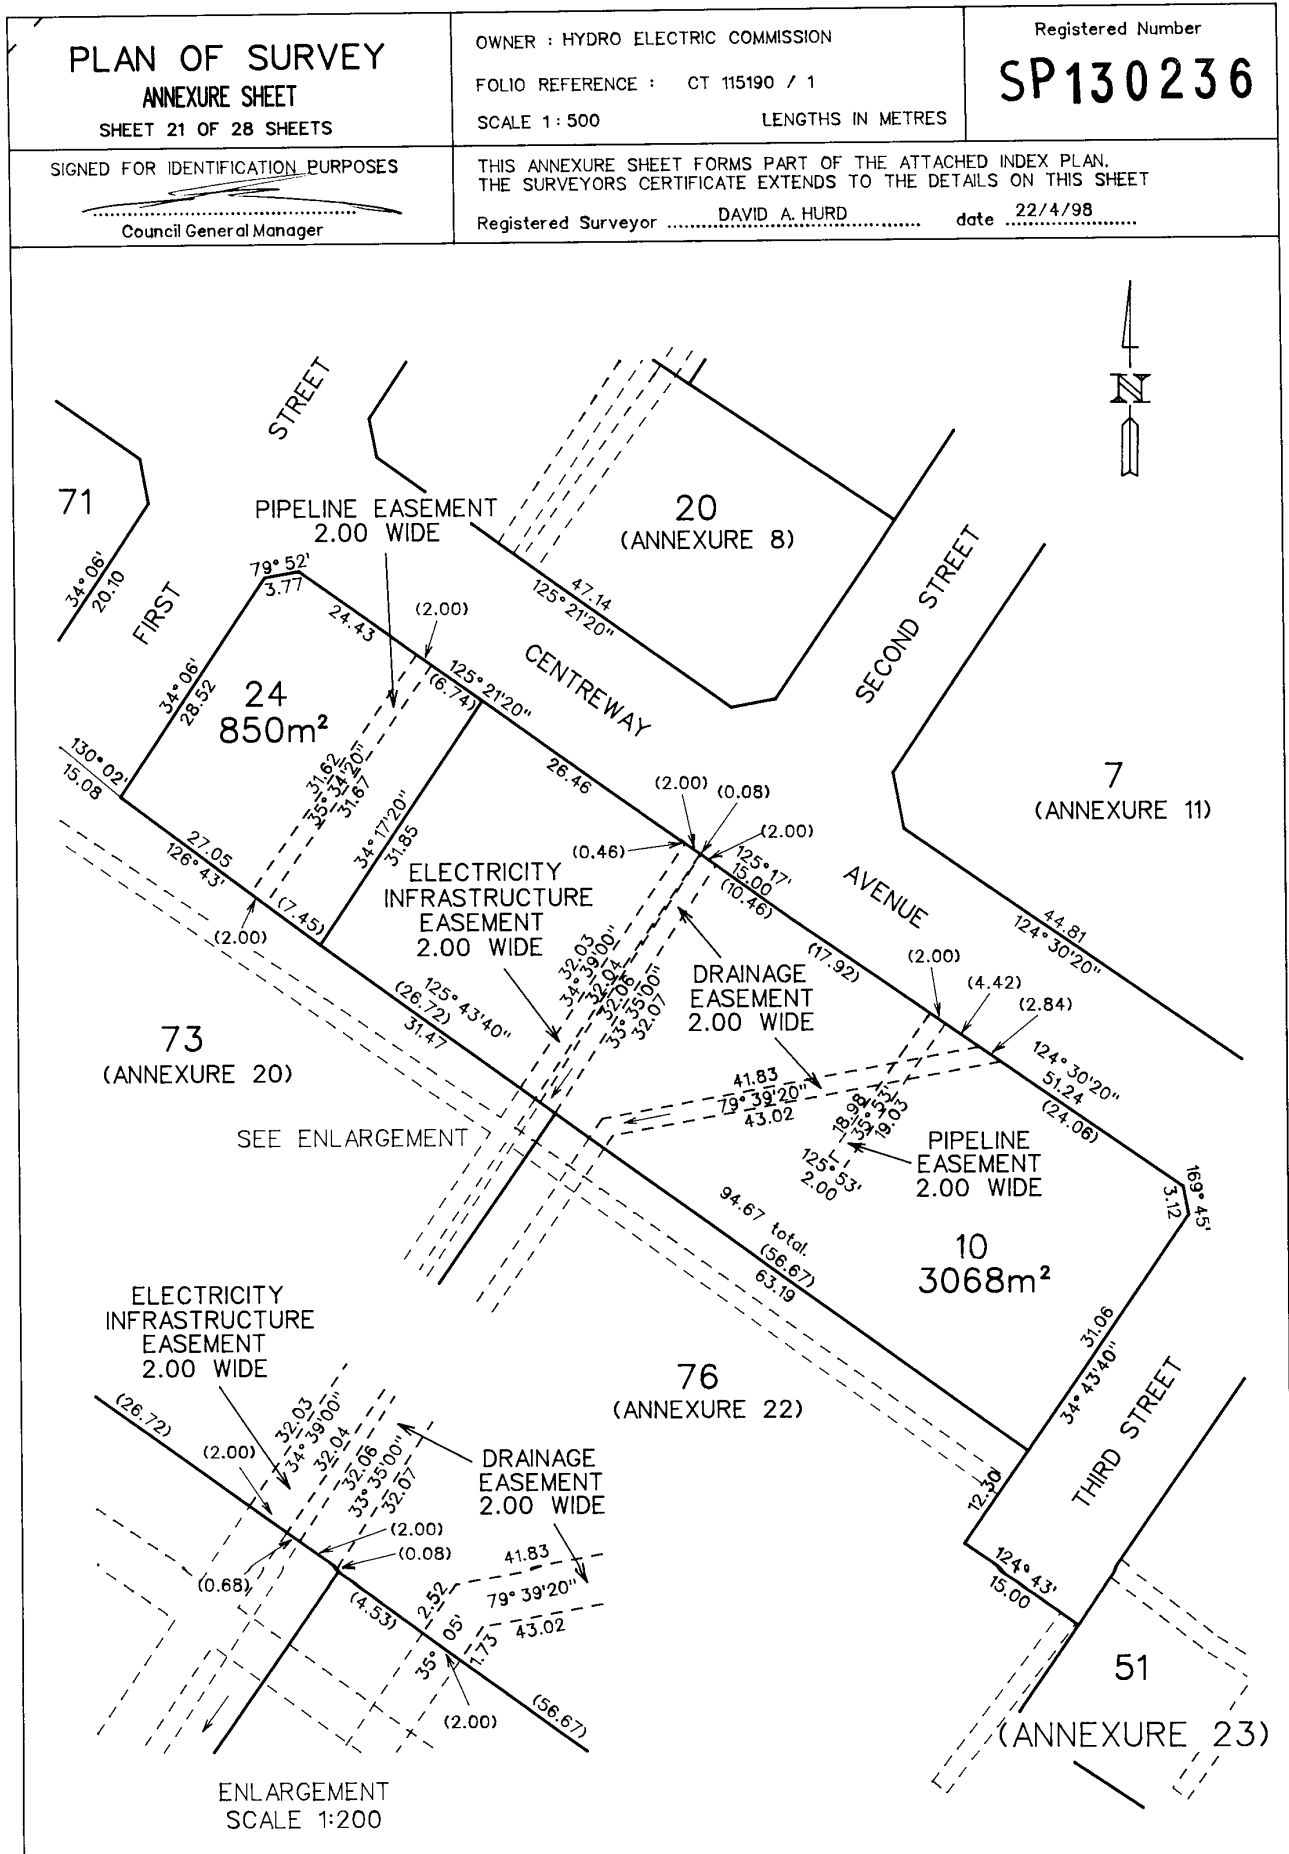 PLAN OF SURVEY
ANNEXURE SHEET
SHEET 21 OF 28 SHEETS
OWNER : HYDRO ELECTRIC COMMISSION
FOLIO REFERENCE : CT 115190 / 1
SCALE 1:500 LENGTHS IN METRES
Registered Number
SP130236
SIGNED FOR IDENTIFICATION PURPOSES
Council General Manager
THIS ANNEXURE SHEET FORMS PART OF THE ATTACHED INDEX PLAN.
THE SURVEYORS CERTIFICATE EXTENDS TO THE DETAILS ON THIS SHEET
Registered Surveyor DAVID A. HURD date 22/4/98
N
STREET
71
PIPELINE EASEMENT
2.00 WIDE
20
(ANNEXURE 8)
34° 06'
20.10
FIRST
79° 52'
3.77
24.43
(2.00)
47.14
125° 21'20"
SECOND STREET
CENTREWAY
125° 21'20"
(6.74)
34° 06'
28.52
24
850m²
130° 02'
15.08
31.62
35° 34'20"
31.67
34° 17'20"
31.85
26.46
(2.00)
(0.08)
(2.00)
(0.46)
7
(ANNEXURE 11)
27.05
126° 43'
(7.45)
(2.00)
ELECTRICITY
INFRASTRUCTURE
EASEMENT
2.00 WIDE
125° 17'
15.00
(10.46)
AVENUE
44.81
124° 30'20"
32.03
34° 39'00"
32.04
32.06
33° 35'00"
32.07
DRAINAGE
EASEMENT
2.00 WIDE
(17.92)
(2.00)
(4.42)
(2.84)
125° 43'40"
(26.72)
31.47
73
(ANNEXURE 20)
SEE ENLARGEMENT
41.83
79° 39'20"
43.02
18.98
35° 53'
19.03
125° 53'
2.00
124° 30'20"
51.24
(24.06)
PIPELINE
EASEMENT
2.00 WIDE
169° 45'
3.12
94.67 total.
(56.67)
63.19
10
3068m²
31.06
34° 43'40"
ELECTRICITY
INFRASTRUCTURE
EASEMENT
2.00 WIDE
76
(ANNEXURE 22)
THIRD STREET
12.30
124° 43'
15.00
(26.72)
(2.00)
32.03
34° 39'00"
32.04
32.06
33° 35'00"
32.07
DRAINAGE
EASEMENT
2.00 WIDE
(2.00)
(0.08)
(0.68)
41.83
79° 39'20"
43.02
2.52
35° 05'
1.73
(4.53)
(2.00)
(56.67)
51
(ANNEXURE 23)
ENLARGEMENT
SCALE 1:200